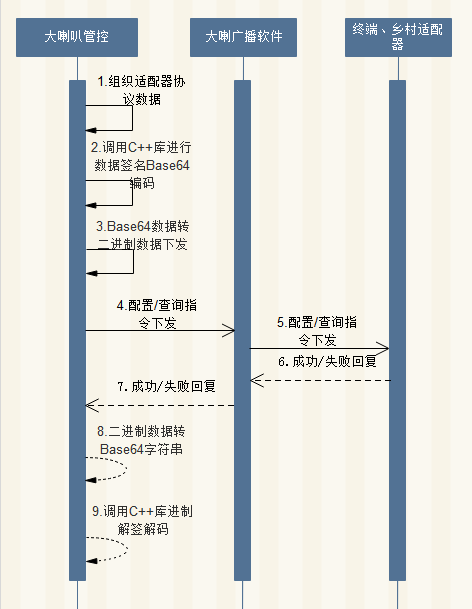 大喇叭管控
大喇广播软件
终端、乡村适配
器
1.组织适配器协
议数据
2.调用C++库进行
数据签名Base64
编码
3.Base64数据转
二进制数据下发
4.配置/查询指
令下发
5.配置/查询指
令下发
6.成功/失败回复
7.成功/失败回复
8.二进制数据转
Base64字符串
9.调用C++库进制
解签解码